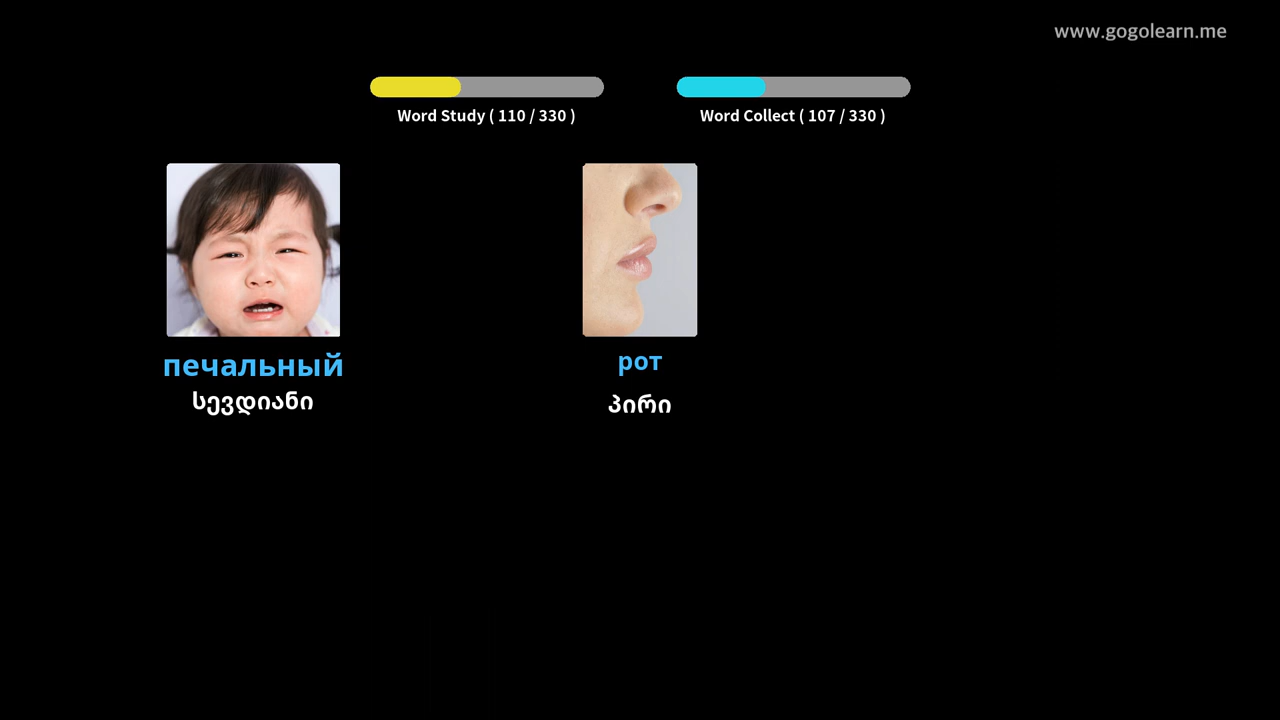 www.gogolearn.me
Word Study ( 110 / 330 )
Word Collect ( 107 / 330 )
печальный
სევდიანი
рот
პირი